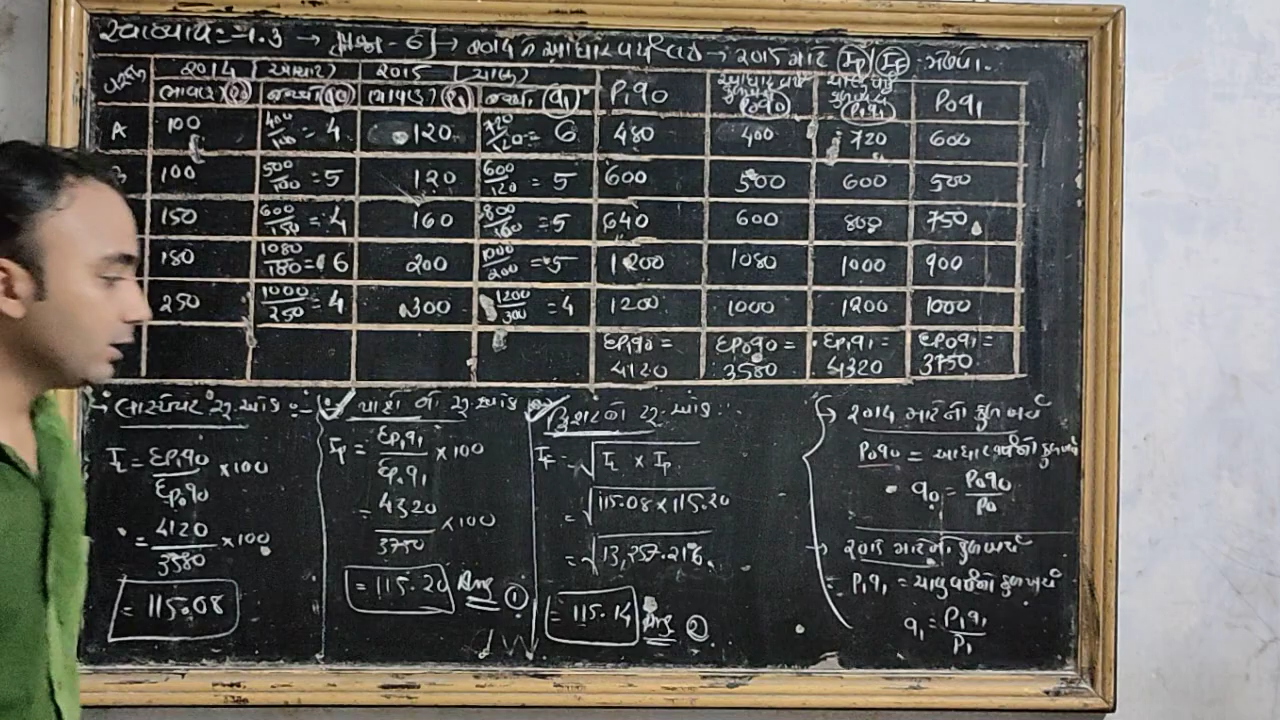 સ્વાધ્યાય = 1.3 → પ્રશ્ન - 6] → 2014 ને આધાર વર્ષ લઈ → 2015 માટે (Ip) (IF) ગણો.
2014 (આધાર) 2015 (ચાલુ)
ભાવ (P0) જથ્થો (q0) ભાવ (P1) જથ્થો (q1) P1q0 આધાર વર્ષ P0q0 P1q1 P0q1
A 100 400/100 = 4 120 720/120 = 6 480 400 720 600
B 100 500/100 = 5 120 600/120 = 5 600 500 600 500
150 600/150 = 4 160 800/160 = 5 640 600 800 750
180 1080/180 = 6 200 1000/200 = 5 1200 1080 1000 900
250 1000/250 = 4 300 1200/300 = 4 1200 1000 1200 1000
ΣP1q0 = 4120 ΣP0q0 = 3580 ΣP1q1 = 4320 ΣP0q1 = 3750
→ લાસ્પેયર સૂ.આંક :-
IL = ΣP1q0/ΣP0q0 × 100
= 4120/3580 × 100
= 115.08
પાશે નો સૂ.આંક
Ip = ΣP1q1/ΣP0q1 × 100
= 4320/3750 × 100
= 115.20 Ans ①
ફિશરનો સૂ.આંક :-
IF = √IL × Ip
= √115.08 × 115.20
= √13,257.216
= 115.14 Ans ②
→ 2014 માટેનો કુલ ખર્ચ
P0q0 = આધાર વર્ષનો કુલ ખર્ચ
q0 = P0q0/P0
→ 2015 માટેનો કુલ ખર્ચ
= P1q1 = ચાલુ વર્ષનો કુલ ખર્ચ
q1 = P1q1/P1